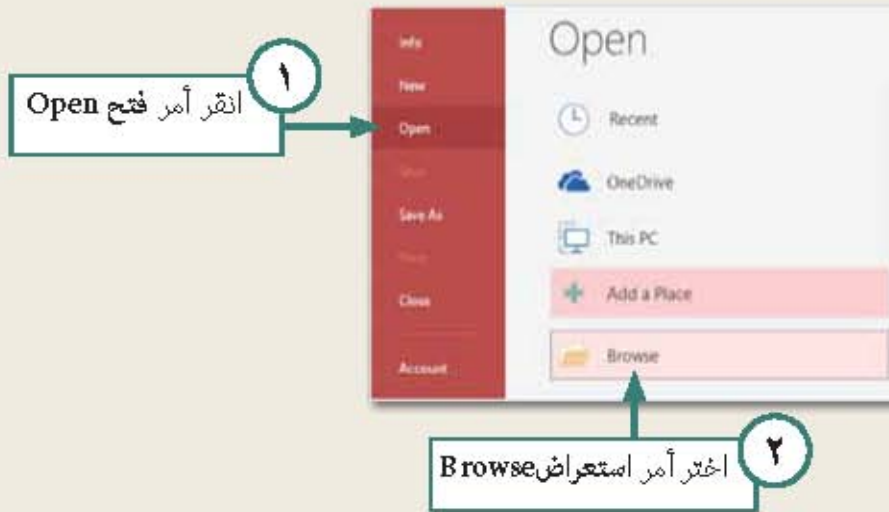 Open
١
انقر أمر فتح Open
Info
New
Open
Save As
Close
Account
Recent
OneDrive
This PC
Add a Place
Browse
٢
اختر أمر استعراضBrowse